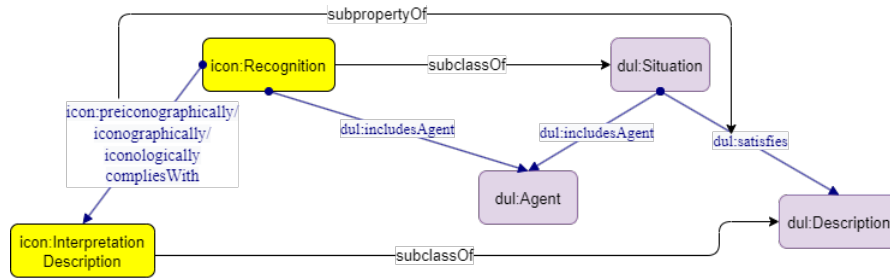 subpropertyOf
icon:Recognition
subclassOf
dul:Situation
icon:preiconographically/
iconographically/
iconologically
compliesWith
dul:includesAgent
dul:includesAgent
dul:satisfies
dul:Agent
icon:Interpretation
Description
subclassOf
dul:Description